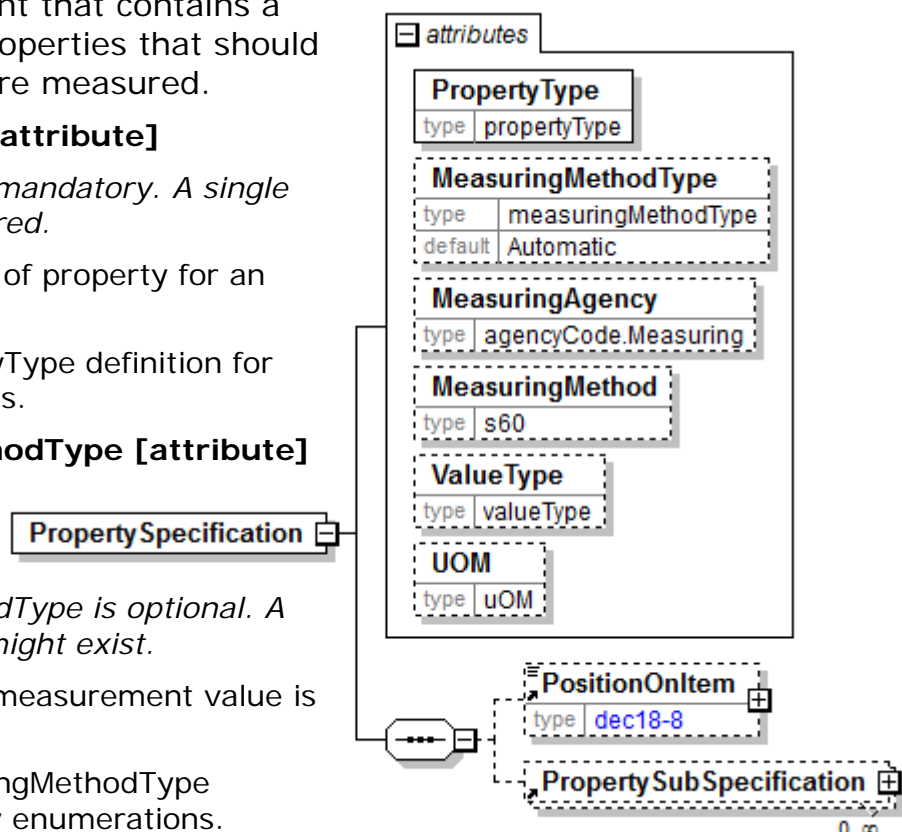 nt that contains a
operties that should
re measured.
attribute]
mandatory. A single
red.
of property for an
yType definition for
s.
nodType [attribute]
dType is optional. A
night exist.
measurement value is
ngMethodType
enumerations.
PropertySpecification
attributes
PropertyType
type propertyType
MeasuringMethodType
type measuringMethodType
default Automatic
MeasuringAgency
type agencyCode.Measuring
MeasuringMethod
type s60
ValueType
type valueType
UOM
type uOM
PositionOnItem
type dec18-8
PropertySubSpecification